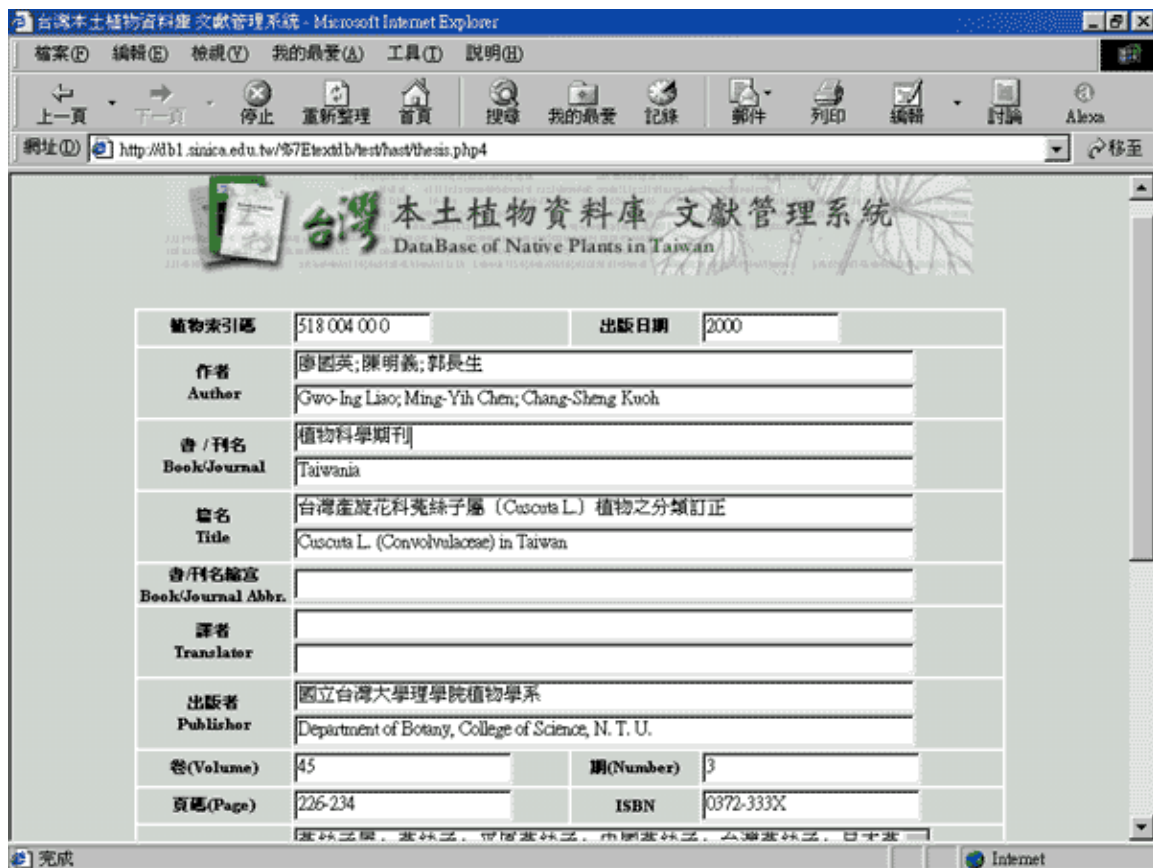 台灣本土植物資料庫 文獻管理系統 - Microsoft Internet Explorer
檔案(F) 編輯(E) 檢視(V) 我的最愛(A) 工具(T) 說明(H)
上一頁 下一頁 停止 重新整理 首頁 搜尋 我的最愛 記錄 郵件 列印 編輯 討論 Alexa
網址(D) http://db1.sinica.edu.tw/%7Etextdb/test/hast/thesis.php4 移至
台灣 本土植物資料庫 文獻管理系統
DataBase of Native Plants in Taiwan
植物索引碼 518 004 00 0 出版日期 2000
作者 廖國英;陳明義;郭長生
Author Gwo-Ing Liao; Ming-Yih Chen; Chang-Sheng Kuoh
書 / 刊名 植物科學期刊
Book/Journal Taiwania
篇名 台灣產旋花科菟絲子屬（Cuscuta L.）植物之分類訂正
Title Cuscuta L. (Convolvulaceae) in Taiwan
書/刊名縮寫
Book/Journal Abbr.
譯者
Translator
出版者 國立台灣大學理學院植物學系
Publisher Department of Botany, College of Science, N. T. U.
卷(Volume) 45 期(Number) 3
頁碼(Page) 226-234 ISBN 0372-333X
完成 Internet